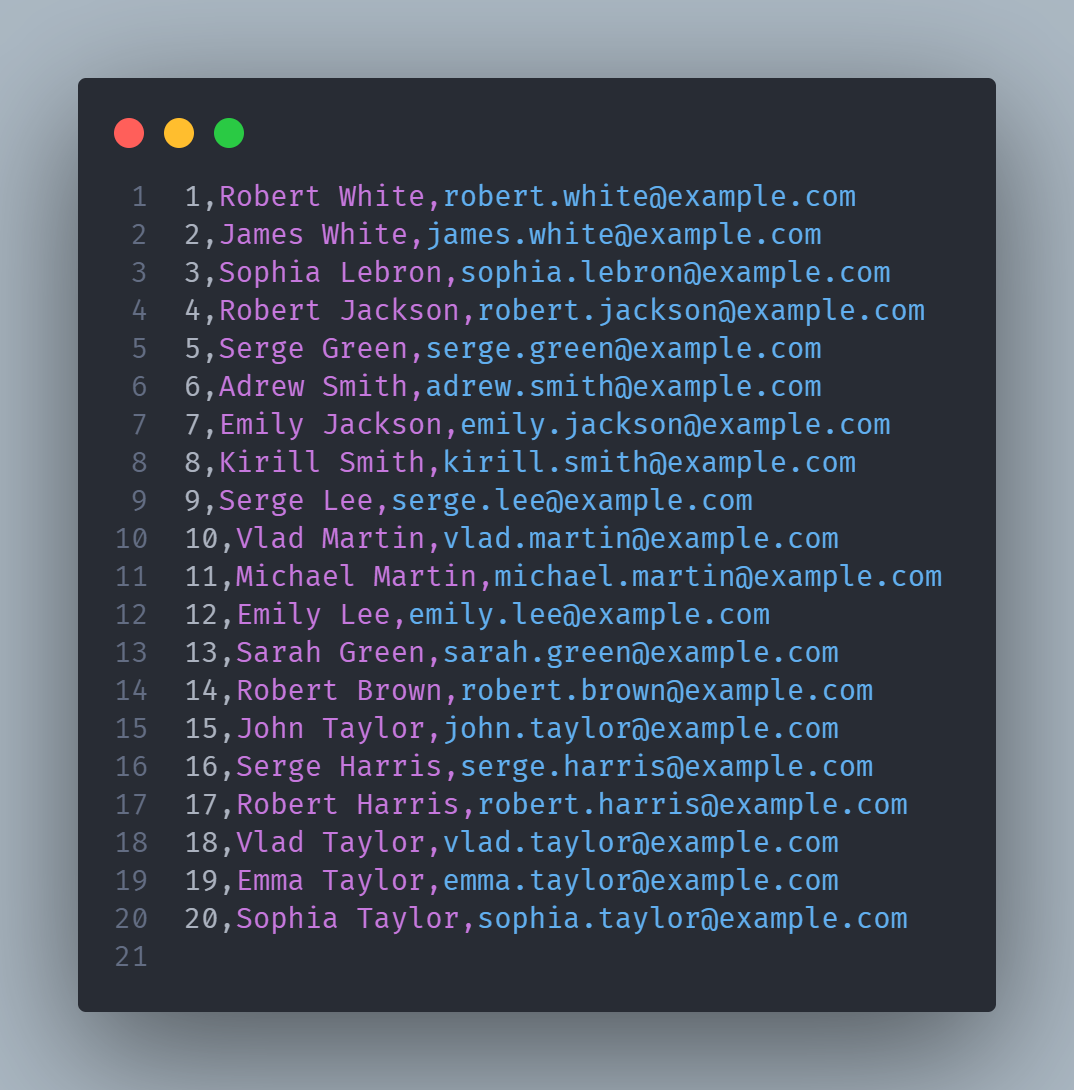 1 1,Robert White,robert.white@example.com
2 2,James White,james.white@example.com
3 3,Sophia Lebron,sophia.lebron@example.com
4 4,Robert Jackson,robert.jackson@example.com
5 5,Serge Green,serge.green@example.com
6 6,Adrew Smith,adrew.smith@example.com
7 7,Emily Jackson,emily.jackson@example.com
8 8,Kirill Smith,kirill.smith@example.com
9 9,Serge Lee,serge.lee@example.com
10 10,Vlad Martin,vlad.martin@example.com
11 11,Michael Martin,michael.martin@example.com
12 12,Emily Lee,emily.lee@example.com
13 13,Sarah Green,sarah.green@example.com
14 14,Robert Brown,robert.brown@example.com
15 15,John Taylor,john.taylor@example.com
16 16,Serge Harris,serge.harris@example.com
17 17,Robert Harris,robert.harris@example.com
18 18,Vlad Taylor,vlad.taylor@example.com
19 19,Emma Taylor,emma.taylor@example.com
20 20,Sophia Taylor,sophia.taylor@example.com
21